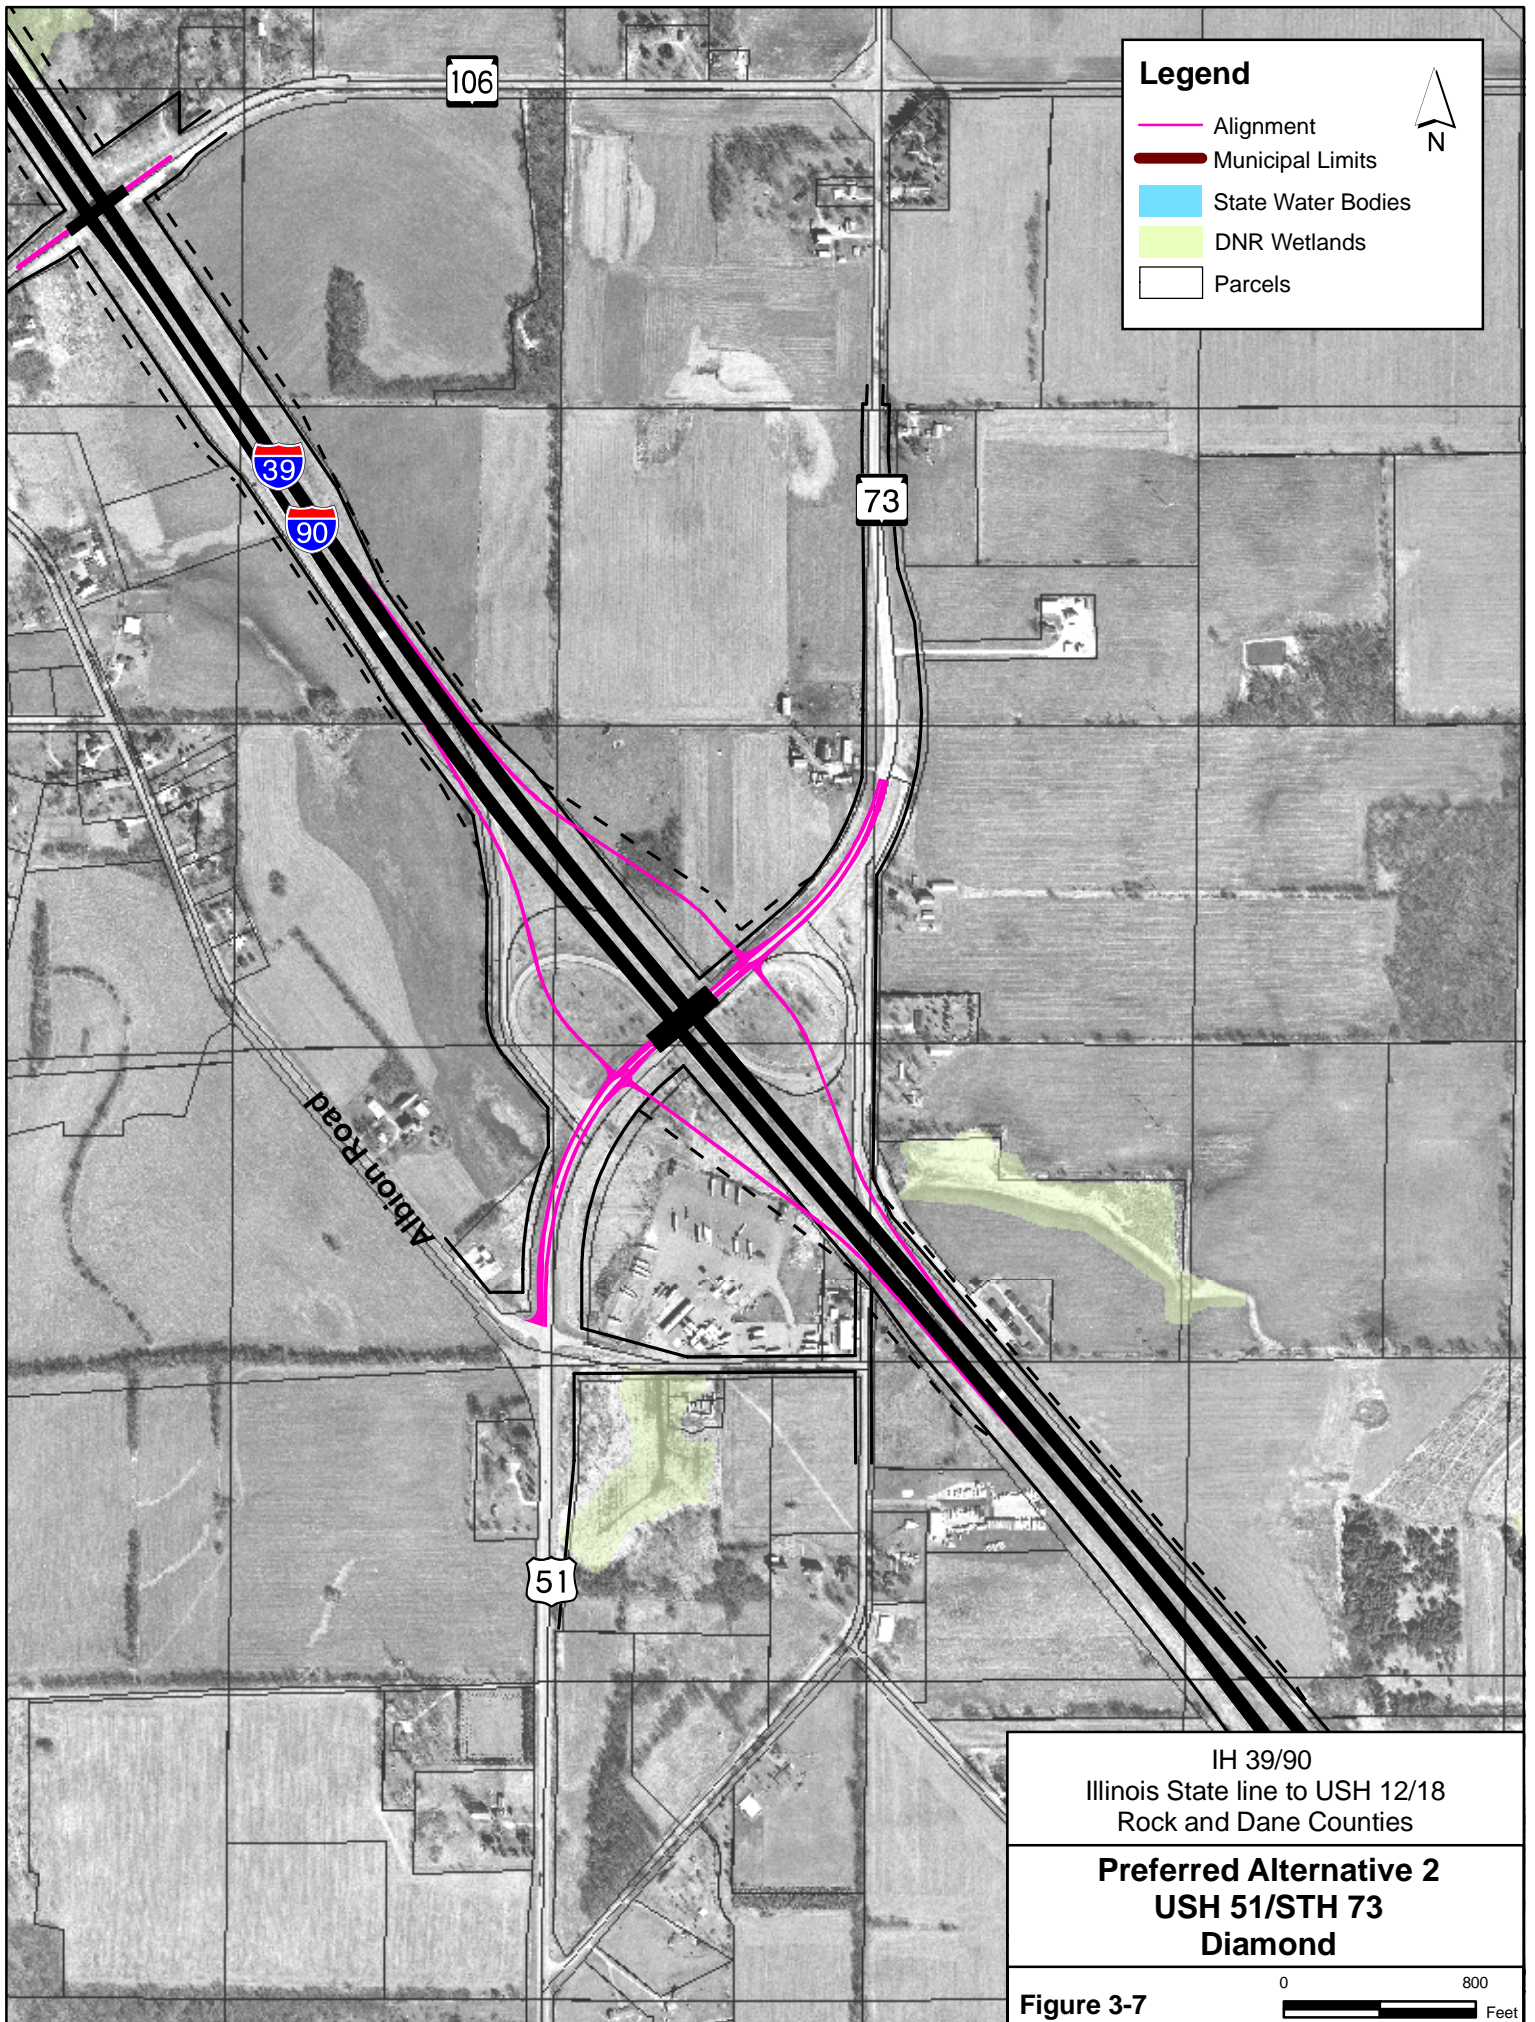 106
Legend
N
Alignment
Municipal Limits
State Water Bodies
DNR Wetlands
Parcels
39
90
73
Albion Road
51
IH 39/90
Illinois State line to USH 12/18
Rock and Dane Counties
Preferred Alternative 2
USH 51/STH 73
Diamond
Figure 3-7
0 800
Feet